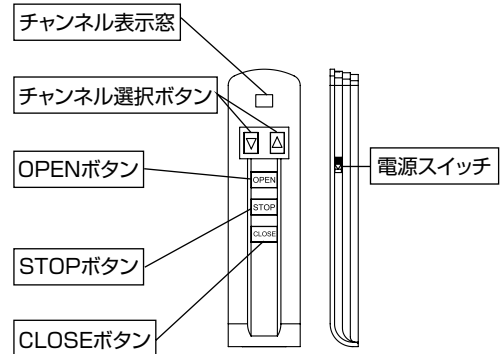 チャンネル表示窓
チャンネル選択ボタン
OPENボタン
STOPボタン
CLOSEボタン
OPEN
STOP
CLOSE
電源スイッチ